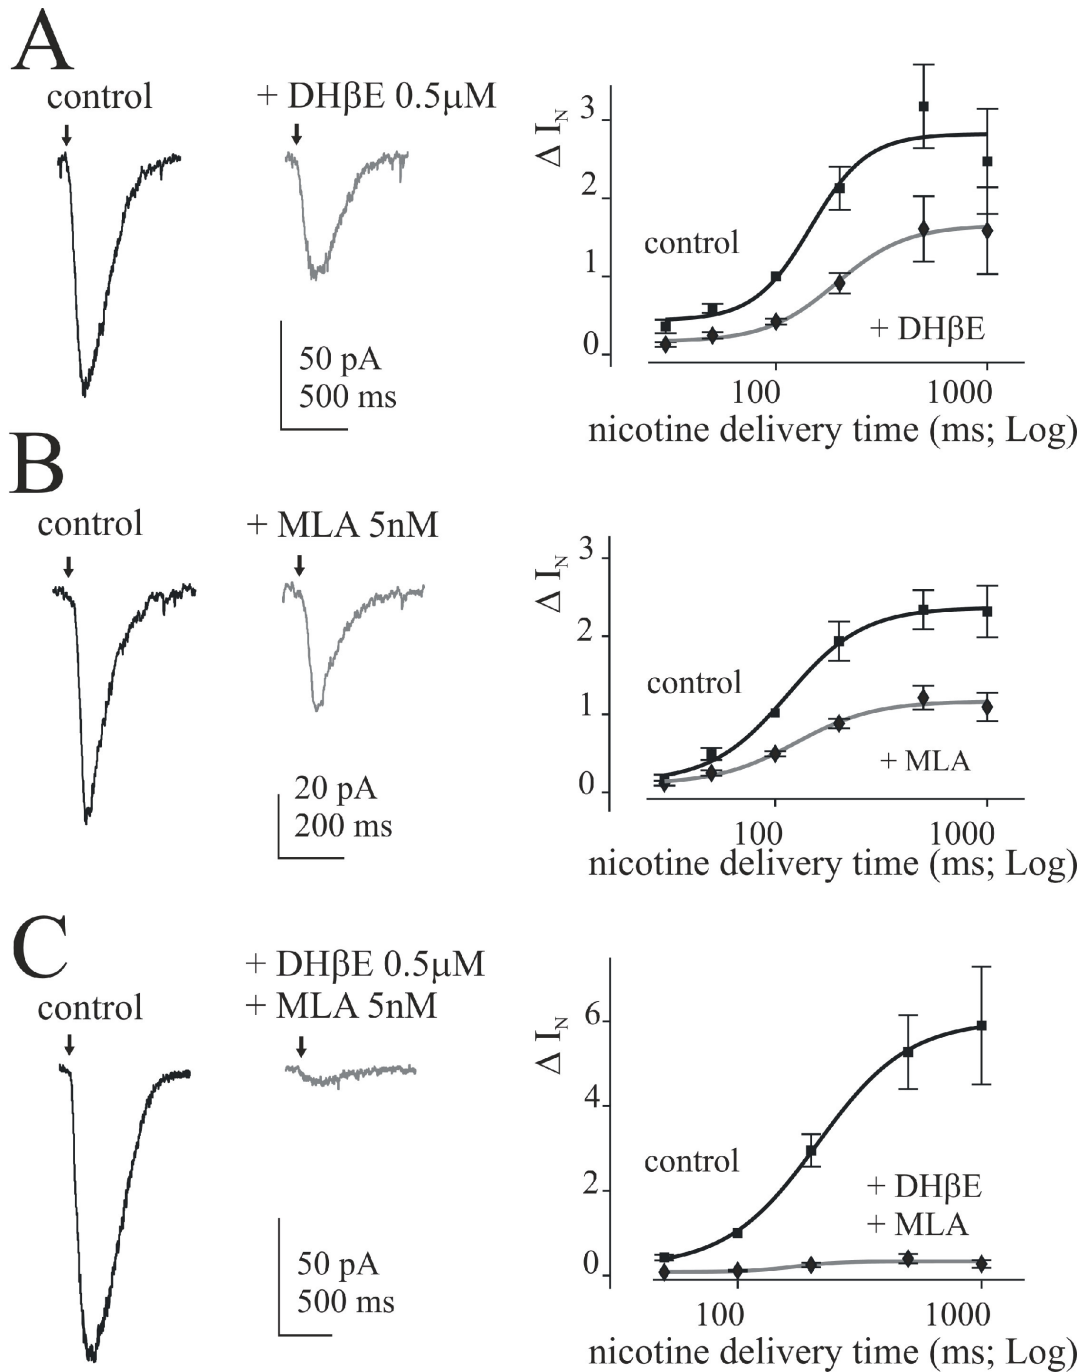 A
control
+ DHβE 0.5μM
50 pA
500 ms
Δ I_N
3
2
1
0
control
+ DHβE
100
1000
nicotine delivery time (ms; Log)
B
control
+ MLA 5nM
20 pA
200 ms
Δ I_N
3
2
1
0
control
+ MLA
100
1000
nicotine delivery time (ms; Log)
C
control
+ DHβE 0.5μM
+ MLA 5nM
50 pA
500 ms
Δ I_N
6
4
2
0
control
+ DHβE
+ MLA
100
1000
nicotine delivery time (ms; Log)